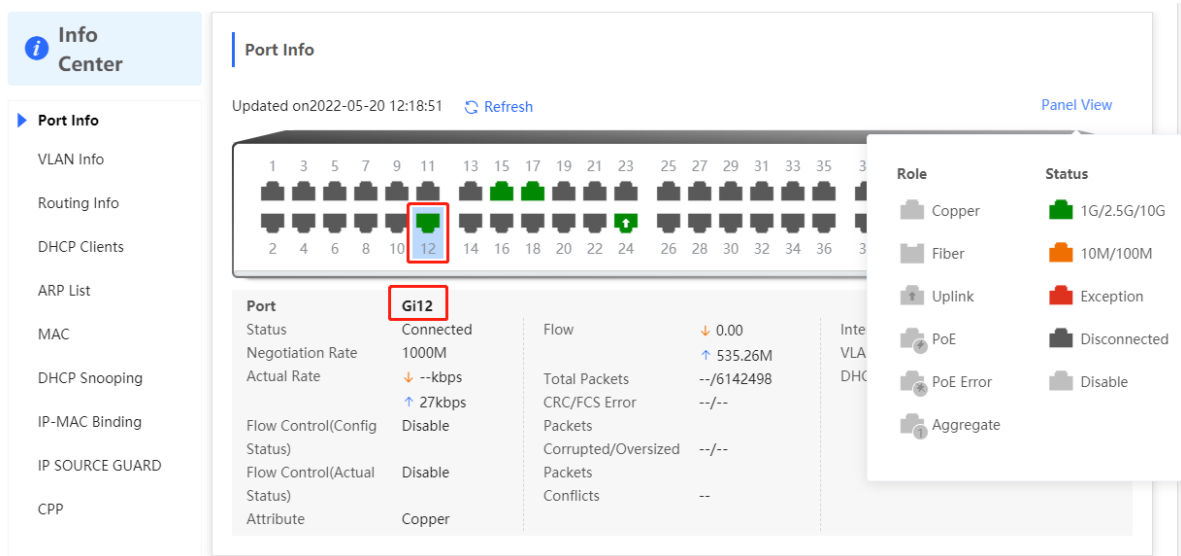 Info
Center
Port Info
VLAN Info
Routing Info
DHCP Clients
ARP List
MAC
DHCP Snooping
IP-MAC Binding
IP SOURCE GUARD
CPP
Port Info
Updated on2022-05-20 12:18:51 Refresh Panel View
1 3 5 7 9 11 13 15 17 19 21 23 25 27 29 31 33 35 3
2 4 6 8 10 12 14 16 18 20 22 24 26 28 30 32 34 36 3
Port Gi12
Status Connected
Negotiation Rate 1000M
Actual Rate ↓ --kbps
↑ 27kbps
Flow Control(Config
Status) Disable
Flow Control(Actual
Status) Disable
Attribute Copper
Flow ↓ 0.00
↑ 535.26M
Total Packets --/6142498
CRC/FCS Error
Packets --/--
Corrupted/Oversized
Packets --/--
Conflicts --
Inte
VLA
DHC
Role
Copper
Fiber
Uplink
PoE
PoE Error
1 Aggregate
Status
1G/2.5G/10G
10M/100M
Exception
Disconnected
Disable